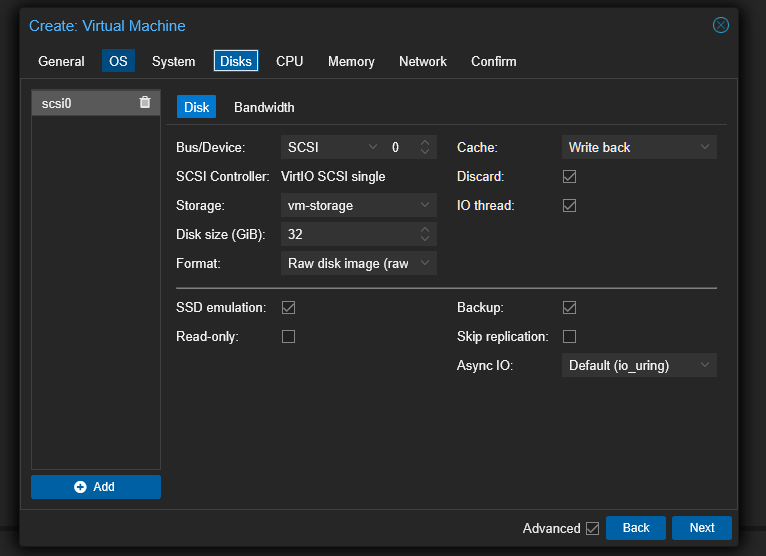 Create: Virtual Machine
General OS System Disks CPU Memory Network Confirm
scsi0
Disk Bandwidth
Bus/Device: SCSI 0 Cache: Write back
SCSI Controller: VirtIO SCSI single Discard:
Storage: vm-storage IO thread:
Disk size (GiB): 32
Format: Raw disk image (raw
SSD emulation: Backup:
Read-only: Skip replication:
Async IO: Default (io_uring)
Add
Advanced Back Next